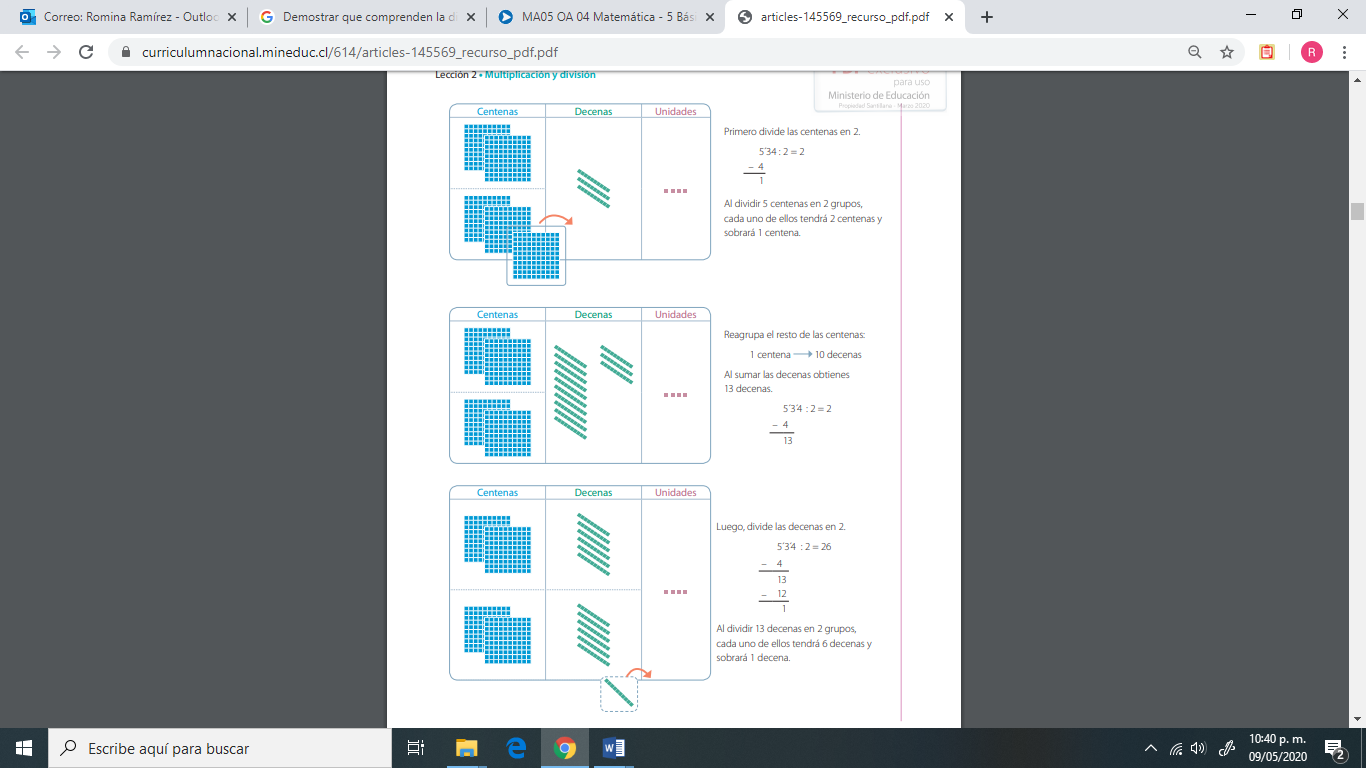 Correo: Romina Ramírez - Outloo
Demostrar que comprenden la di
MA05 OA 04 Matemática - 5 Bás
articles-145569_recurso_pdf.pdf
curriculumnacional.mineduc.cl/614/articles-145569_recurso_pdf.pdf
R
Lección 2 • Multiplicación y división
para uso
Ministerio de Educación
Propiedad Santillana - Marzo 2020
Centenas Decenas Unidades
Primero divide las centenas en 2.
5´34 : 2 = 2
– 4
1
Al dividir 5 centenas en 2 grupos,
cada uno de ellos tendrá 2 centenas y
sobrará 1 centena.
Centenas Decenas Unidades
Reagrupa el resto de las centenas:
1 centena → 10 decenas
Al sumar las decenas obtienes
13 decenas.
5´3´4 : 2 = 2
– 4
13
Centenas Decenas Unidades
Luego, divide las decenas en 2.
5´3´4 : 2 = 26
– 4
13
– 12
1
Al dividir 13 decenas en 2 grupos,
cada uno de ellos tendrá 6 decenas y
sobrará 1 decena.
Escribe aquí para buscar
10:40 p. m.
09/05/2020
2